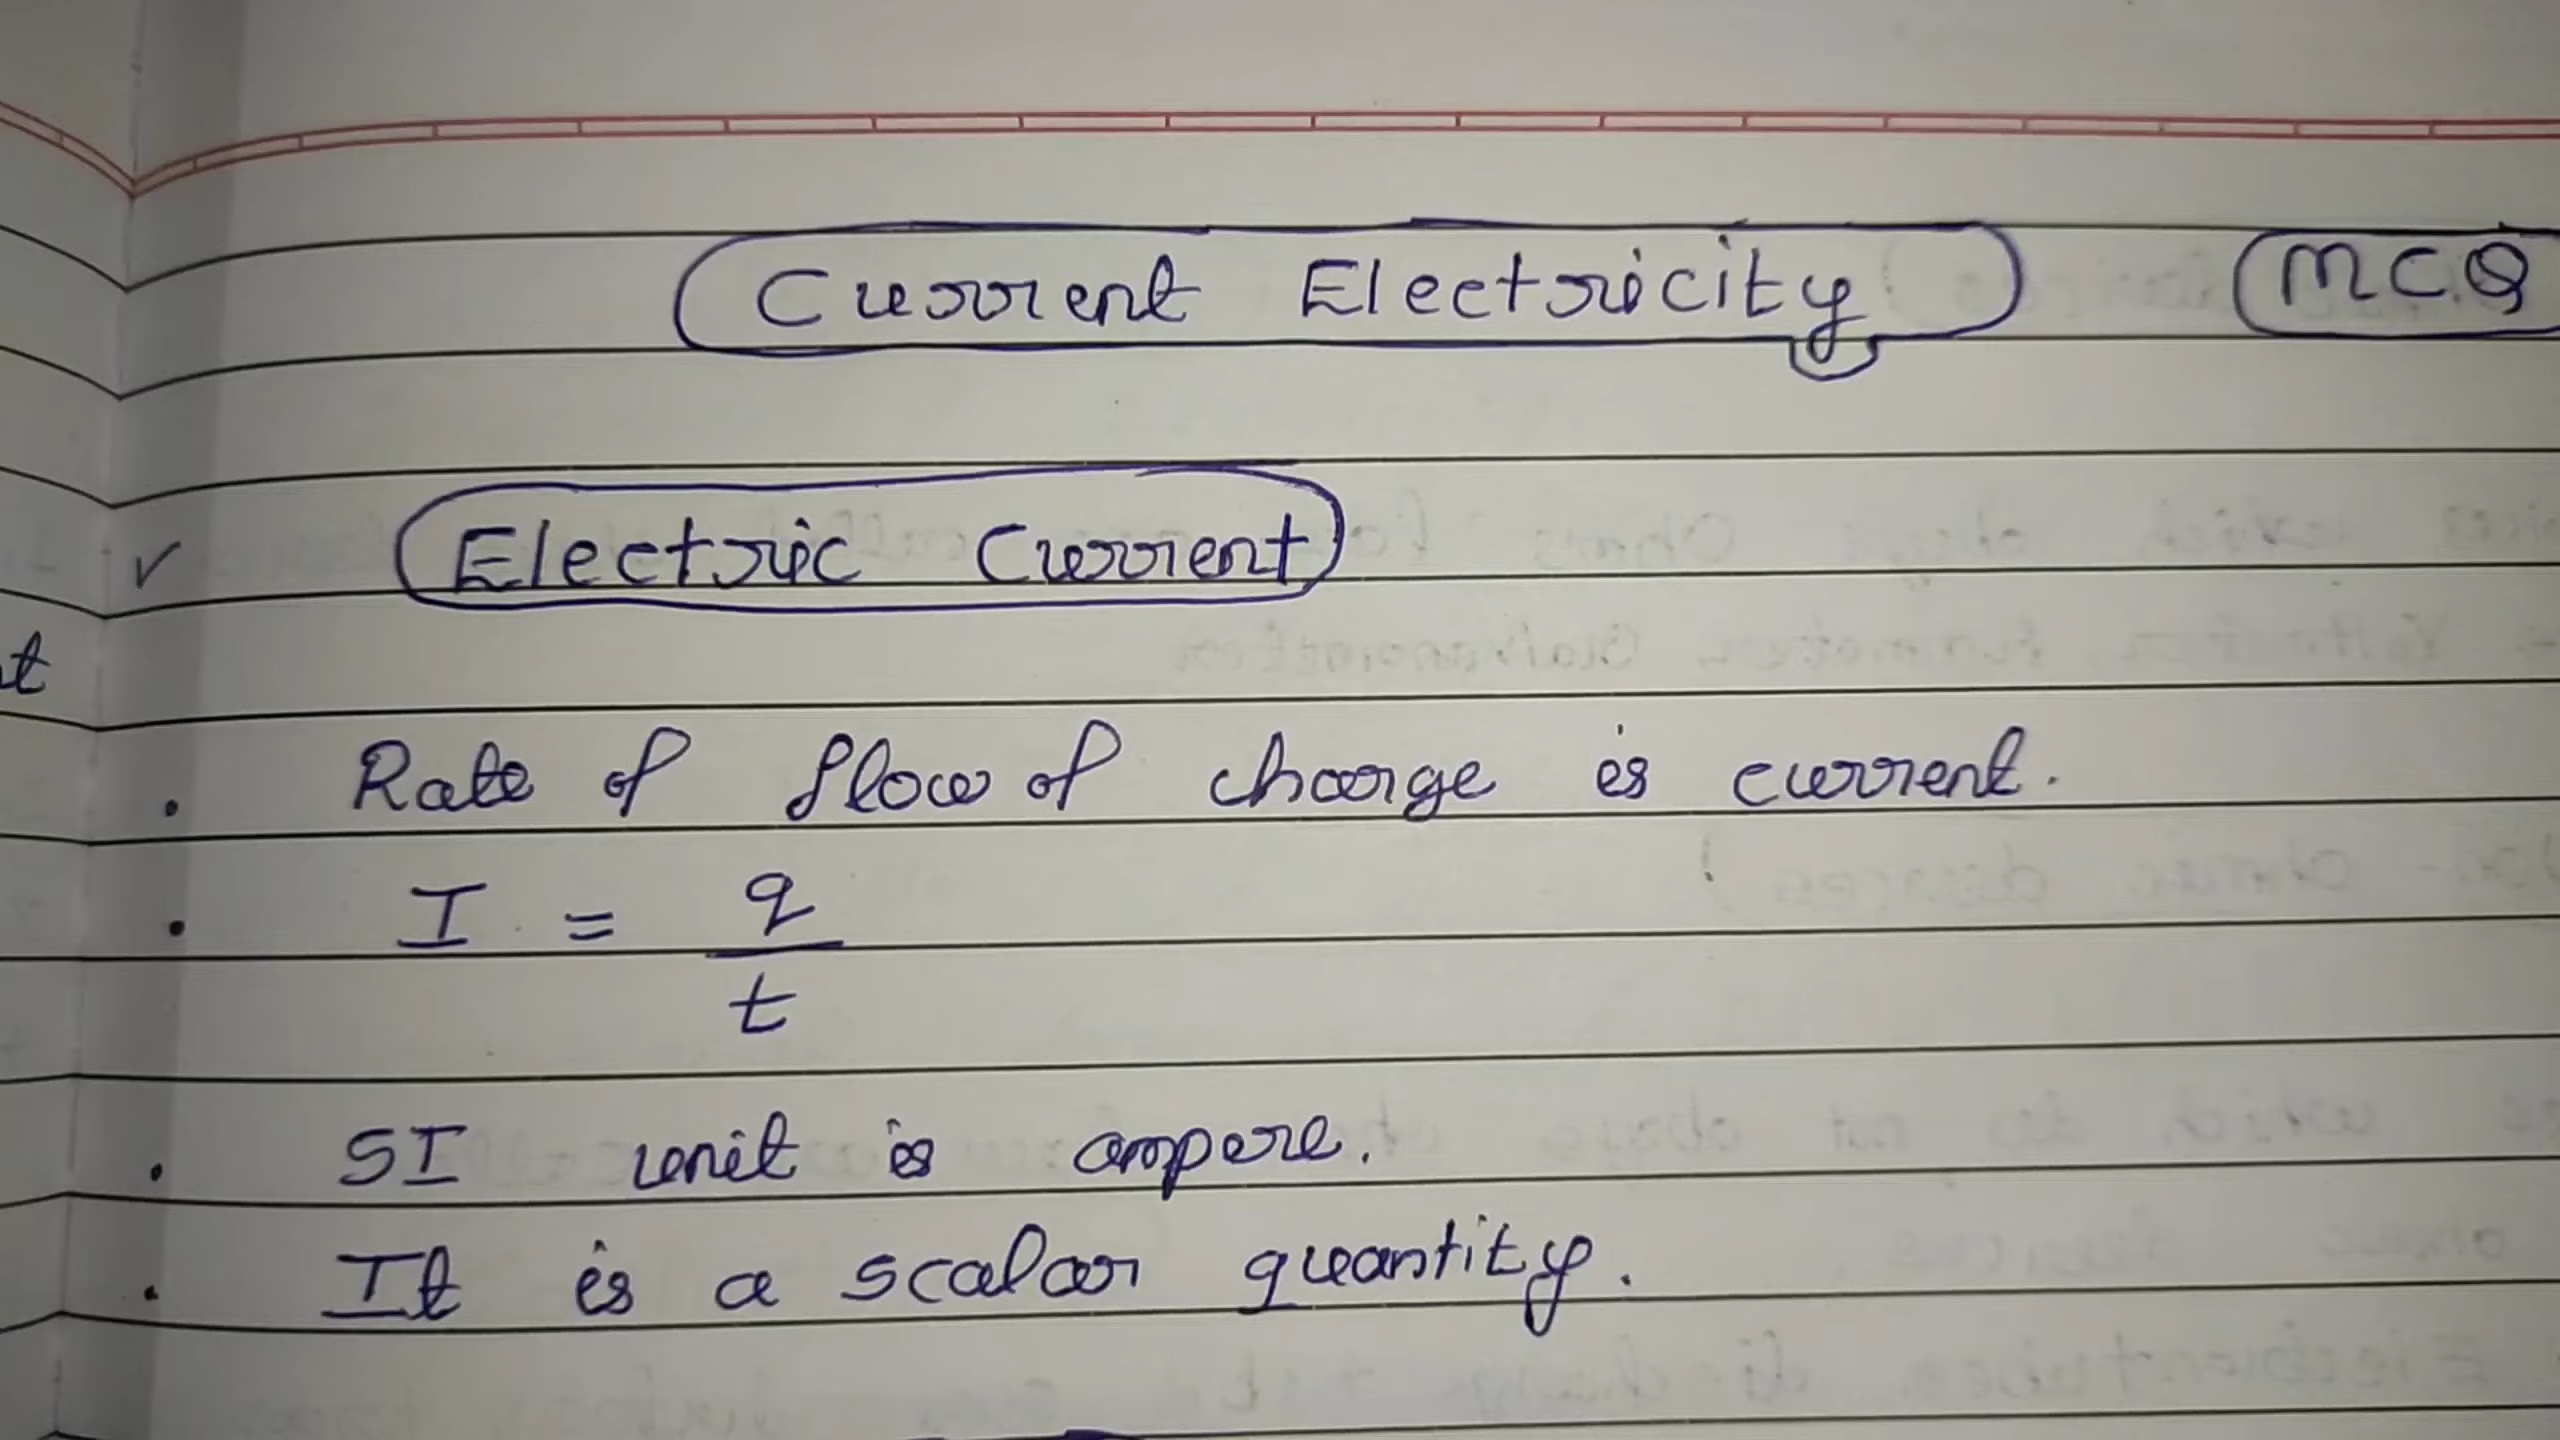 Current Electricity MCQ
✓ Electric Current
. Rate of flow of charge is current.
. I = q/t
. SI unit is ampere.
. It is a scalar quantity.